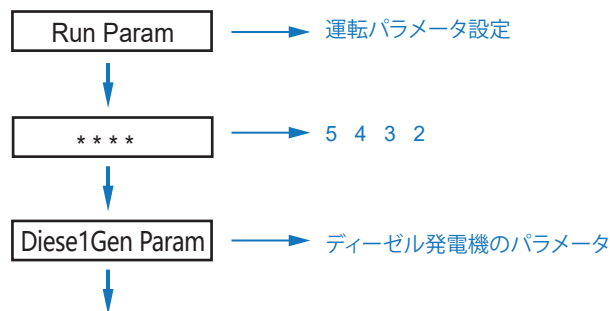 Run Param
運転パラメータ設定
* * * *
5 4 3 2
Diese1Gen Param
ディーゼル発電機のパラメータ